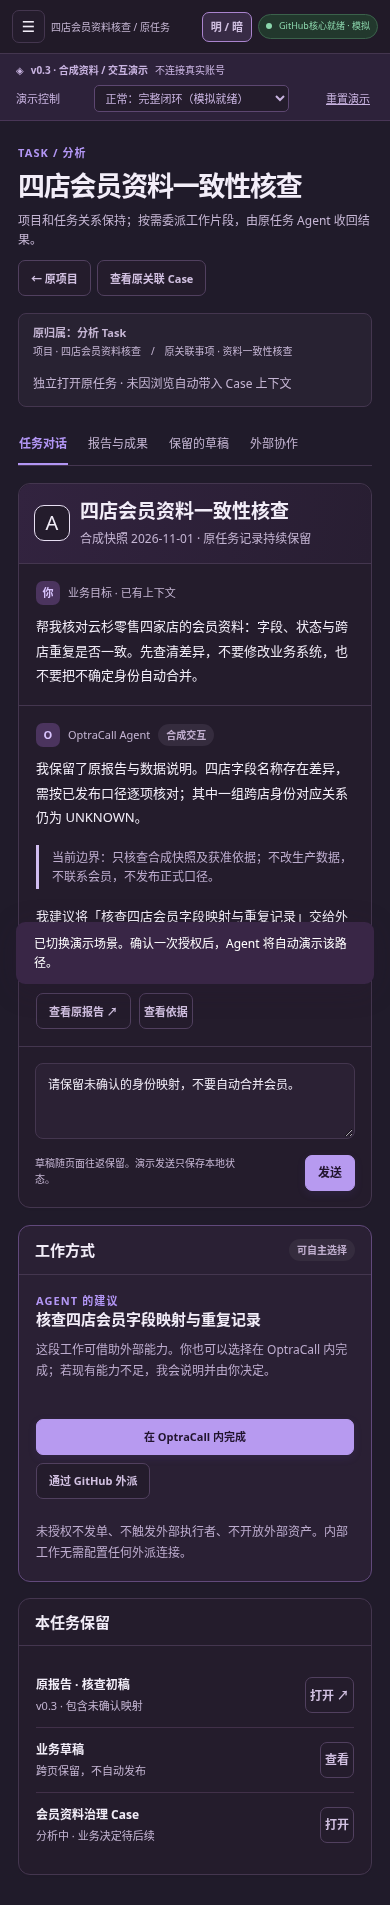 ☰ 四店会员资料核查 / 原任务 明 / 暗 GitHub核心就绪 · 模拟
◈ v0.3 · 合成资料 / 交互演示 不连接真实账号
演示控制 正常：完整闭环（模拟就绪） 重置演示
TASK / 分析
四店会员资料一致性核查
项目和任务关系保持；按需委派工作片段，由原任务 Agent 收回结
果。
← 原项目 查看原关联 Case
原归属：分析 Task
项目 · 四店会员资料核查 / 原关联事项 · 资料一致性核查
独立打开原任务 · 未因浏览自动带入 Case 上下文
任务对话 报告与成果 保留的草稿 外部协作
A 四店会员资料一致性核查
合成快照 2026-11-01 · 原任务记录持续保留
你 业务目标 · 已有上下文
帮我核对云杉零售四家店的会员资料：字段、状态与跨
店重复是否一致。先查清差异，不要修改业务系统，也
不要把不确定身份自动合并。
O OptraCall Agent 合成交互
我保留了原报告与数据说明。四店字段名称存在差异，
需按已发布口径逐项核对；其中一组跨店身份对应关系
仍为 UNKNOWN。
当前边界：只核查合成快照及获准依据；不改生产数据，
不联系会员，不发布正式口径。
我建议将「核查四店会员字段映射与重复记录」交给外
已切换演示场景。确认一次授权后，Agent 将自动演示该路
径。
查看原报告 ↗ 查看依据
请保留未确认的身份映射，不要自动合并会员。
草稿随页面往返保留。演示发送只保存本地状
态。
发送
工作方式 可自主选择
AGENT 的建议
核查四店会员字段映射与重复记录
这段工作可借助外部能力。你也可以选择在 OptraCall 内完
成；若现有能力不足，我会说明并由你决定。
在 OptraCall 内完成
通过 GitHub 外派
未授权不发单、不触发外部执行者、不开放外部资产。内部
工作无需配置任何外派连接。
本任务保留
原报告 · 核查初稿
v0.3 · 包含未确认映射
打开 ↗
业务草稿
跨页保留，不自动发布
查看
会员资料治理 Case
分析中 · 业务决定待后续
打开